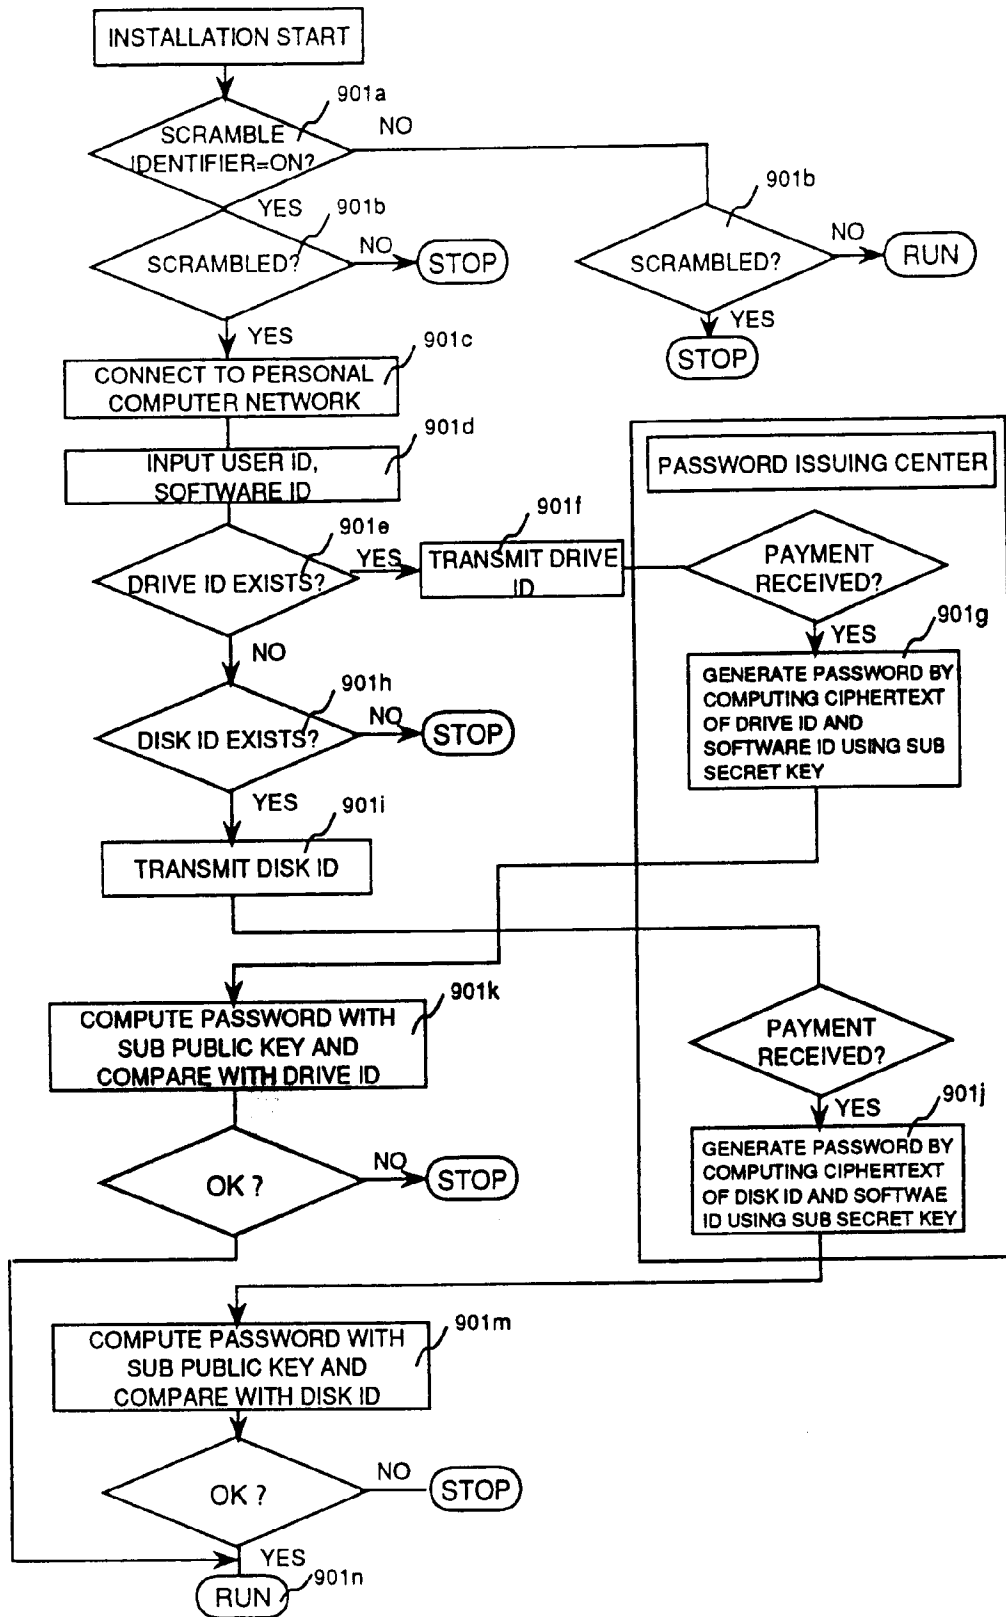 INSTALLATION START
901a
SCRAMBLE
IDENTIFIER=ON?
NO
YES
901b
SCRAMBLED?
NO
STOP
901b
SCRAMBLED?
NO
RUN
YES
STOP
YES
901c
CONNECT TO PERSONAL
COMPUTER NETWORK
901d
INPUT USER ID,
SOFTWARE ID
901e
DRIVE ID EXISTS?
YES
901f
TRANSMIT DRIVE
ID
PASSWORD ISSUING CENTER
PAYMENT
RECEIVED?
YES
901g
GENERATE PASSWORD BY
COMPUTING CIPHERTEXT
OF DRIVE ID AND
SOFTWARE ID USING SUB
SECRET KEY
NO
901h
DISK ID EXISTS?
NO
STOP
YES
901i
TRANSMIT DISK ID
901k
COMPUTE PASSWORD WITH
SUB PUBLIC KEY AND
COMPARE WITH DRIVE ID
PAYMENT
RECEIVED?
YES
901j
GENERATE PASSWORD BY
COMPUTING CIPHERTEXT
OF DISK ID AND SOFTWAE
ID USING SUB SECRET KEY
OK ?
NO
STOP
901m
COMPUTE PASSWORD WITH
SUB PUBLIC KEY AND
COMPARE WITH DISK ID
OK ?
NO
STOP
YES
RUN
901n